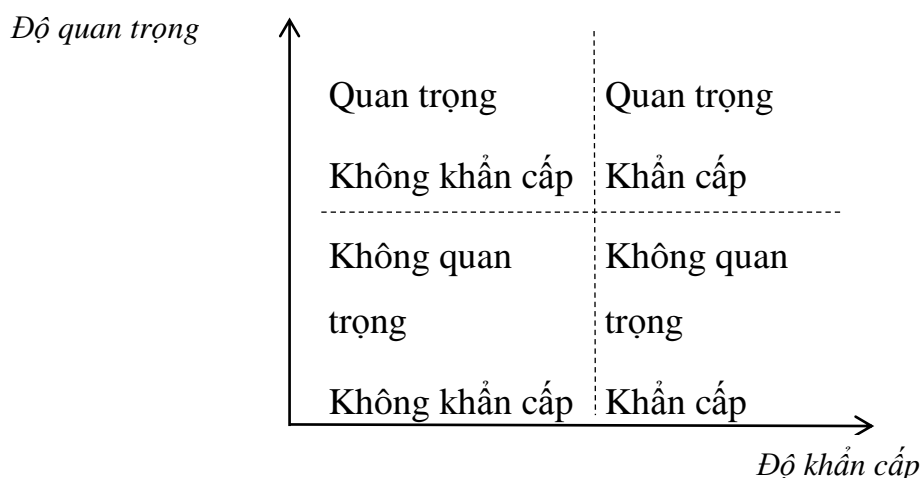 Độ quan trọng
Quan trọng
Không khẩn cấp
Quan trọng
Khẩn cấp
Không quan
trọng
Không khẩn cấp
Không quan
trọng
Khẩn cấp
Độ khẩn cấp